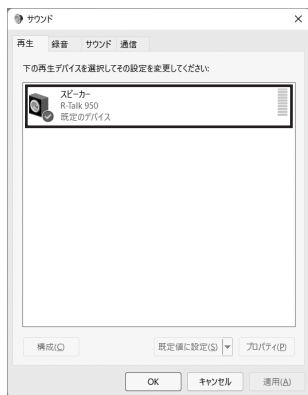 サウンド
再生 録音 サウンド 通信
下の再生デバイスを選択してその設定を変更してください:
スピーカー
R-Talk 950
既定のデバイス
構成(C) 既定値に設定(S) プロパティ(P)
OK キャンセル 適用(A)